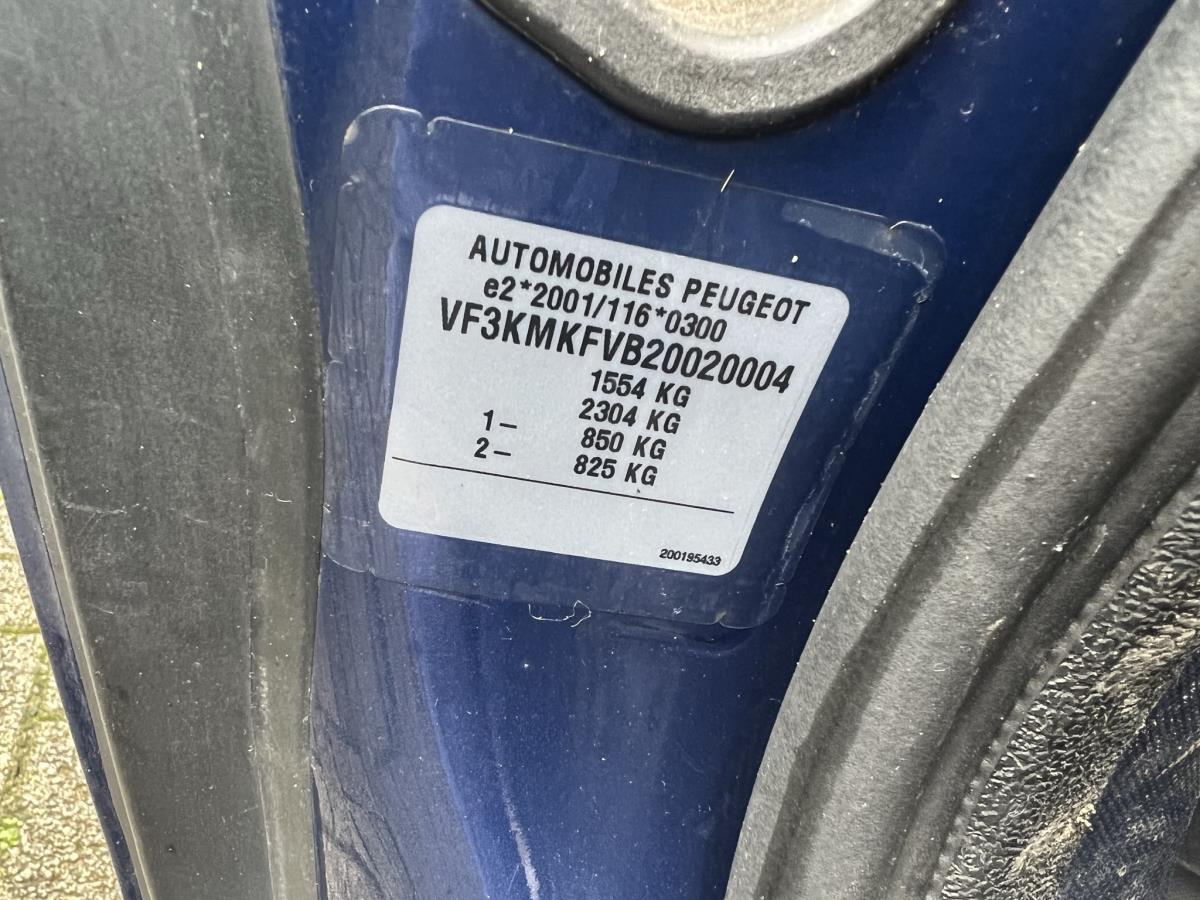 AUTOMOBILES PEUGEOT
e2*2001/116*0300
VF3KMKFVB20020004
1554 KG
2304 KG
1– 850 KG
2– 825 KG
200195433